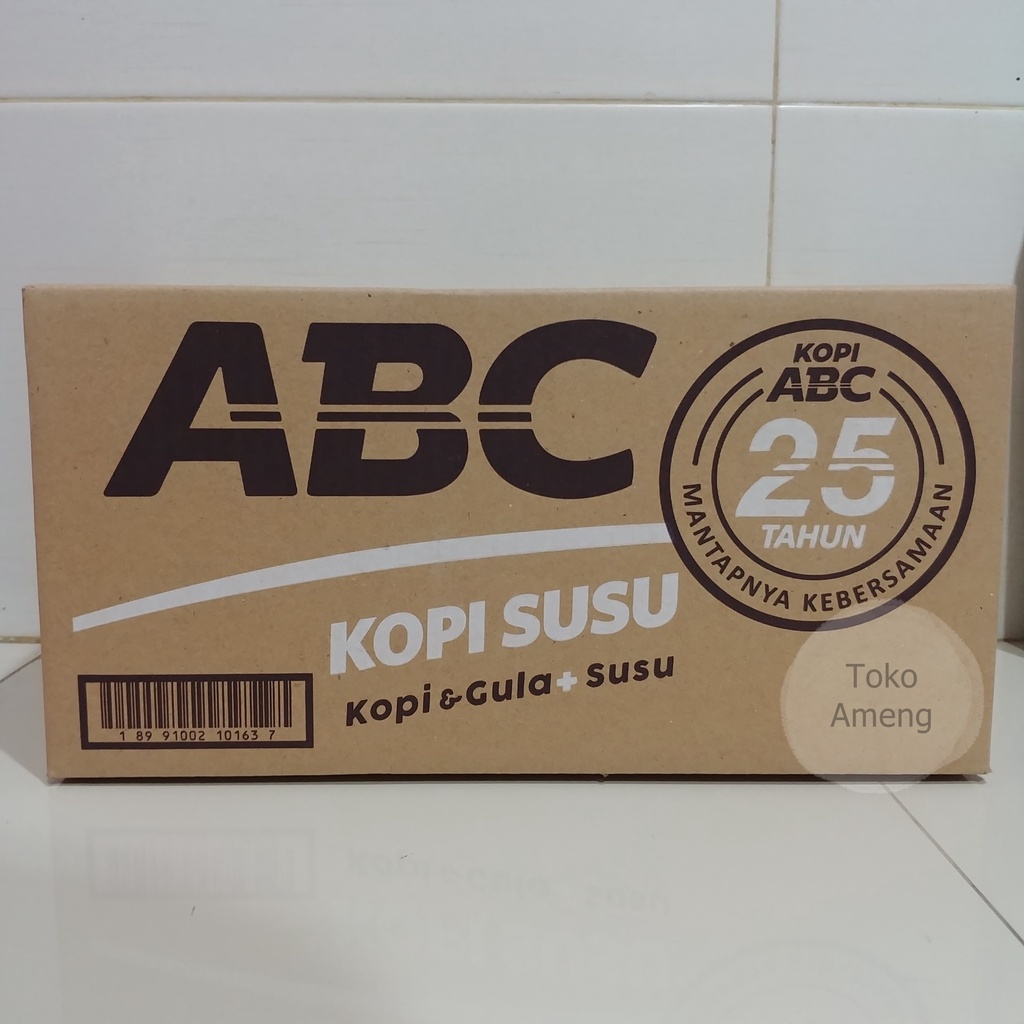 ABC
KOPI
ABC
25
TAHUN
MANTAPNYA KEBERSAMAAN
KOPI SUSU
Kopi & Gula + Susu
1 89 91002 10163 7
Toko
Ameng